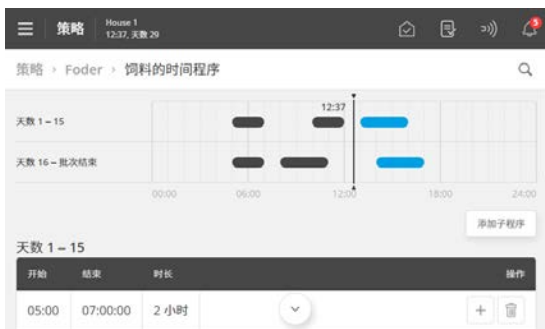 策略
House 1
12:37, 天数 29
5
策略 › Foder › 饲料的时间程序
12:37
天数 1 – 15
天数 16 – 批次结束
00:00 06:00 12:00 18:00 24:00
添加子程序
天数 1 – 15
开始 结束 时长 操作
05:00 07:00:00 2 小时